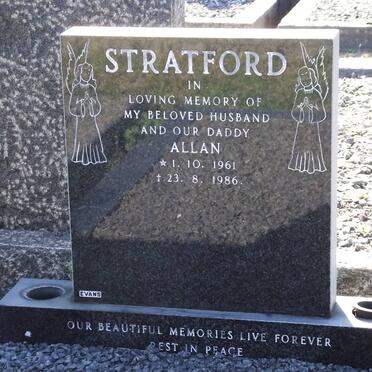 STRATFORD
IN
LOVING MEMORY OF
MY BELOVED HUSBAND
AND OUR DADDY
ALLAN
* 1. 10. 1961
† 23. 8. 1986.
EVANS
OUR BEAUTIFUL MEMORIES LIVE FOREVER
REST IN PEACE